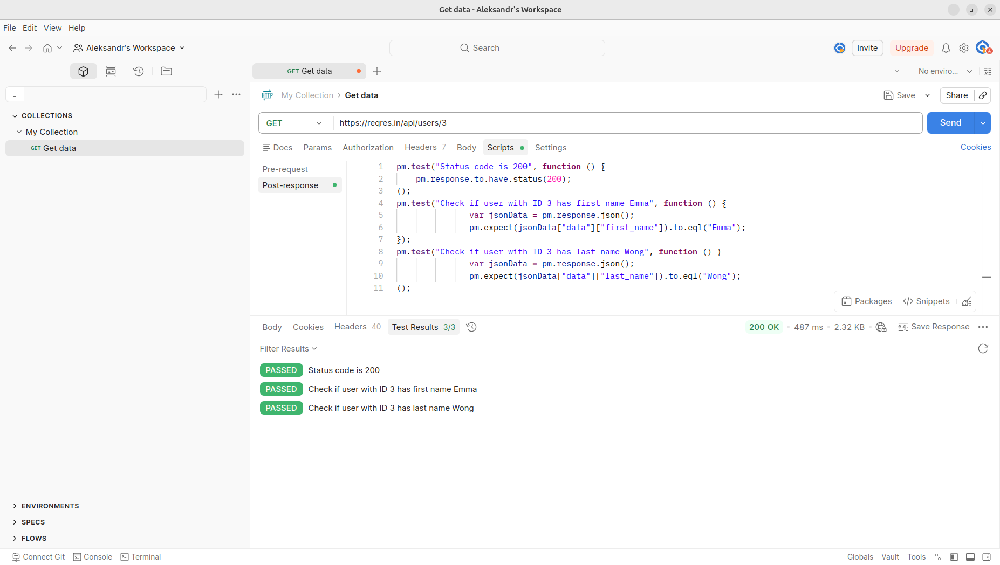 Get data - Aleksandr's Workspace
File Edit View Help
Aleksandr's Workspace
Search
Invite
Upgrade
A
GET Get data
No enviro...
HTTP My Collection > Get data
Save
Share
GET https://reqres.in/api/users/3
Send
COLLECTIONS
My Collection
GET Get data
Docs Params Authorization Headers 7 Body Scripts Settings
Cookies
Pre-request
Post-response
1 pm.test("Status code is 200", function () {
2 pm.response.to.have.status(200);
3 });
4 pm.test("Check if user with ID 3 has first name Emma", function () {
5 var jsonData = pm.response.json();
6 pm.expect(jsonData["data"]["first_name"]).to.eql("Emma");
7 });
8 pm.test("Check if user with ID 3 has last name Wong", function () {
9 var jsonData = pm.response.json();
10 pm.expect(jsonData["data"]["last_name"]).to.eql("Wong");
11 });
Packages </> Snippets
Body Cookies Headers 40 Test Results 3/3
200 OK • 487 ms • 2.32 KB • e.g. Save Response
Filter Results
PASSED Status code is 200
PASSED Check if user with ID 3 has first name Emma
PASSED Check if user with ID 3 has last name Wong
ENVIRONMENTS
SPECS
FLOWS
Connect Git Console Terminal
Globals Vault Tools